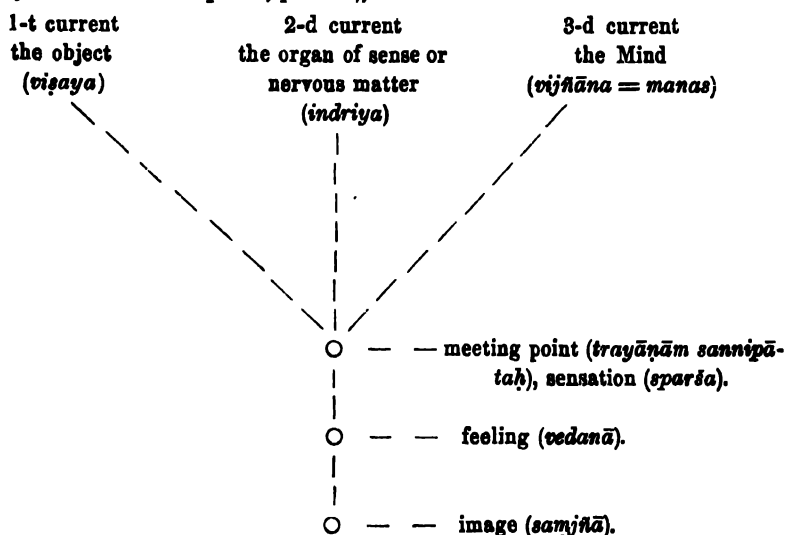 1-t current
the object
(viṣaya)
2-d current
the organ of sense or
nervous matter
(indriya)
3-d current
the Mind
(vijñāna = manas)
meeting point (trayāṇām sannipā-
taḥ), sensation (sparśa).
feeling (vedanā).
image (samjñā).